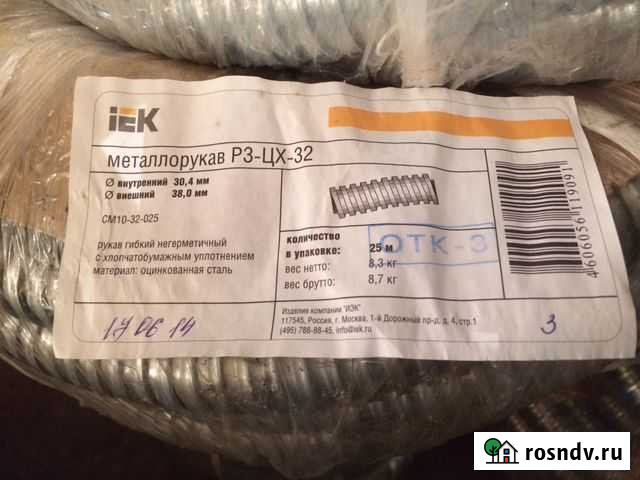 iEK
металлорукав РЗ-ЦХ-32
Ø внутренний 30,4 мм
Ø внешний 38,0 мм
СМ10-32-025
рукав гибкий негерметичный
с хлопчатобумажным уплотнением
материал: оцинкованная сталь
количество
в упаковке: 25 м
вес нетто: 8,3 кг
вес брутто: 8,7 кг
ОТК-3
4606056119091
Изделие компании "ИЭК"
117545, Россия, г. Москва, 1-й Дорожный пр-д, д. 4, стр.1
(495) 788-88-45, info@iek.ru
17 06 14
3
rosndv.ru